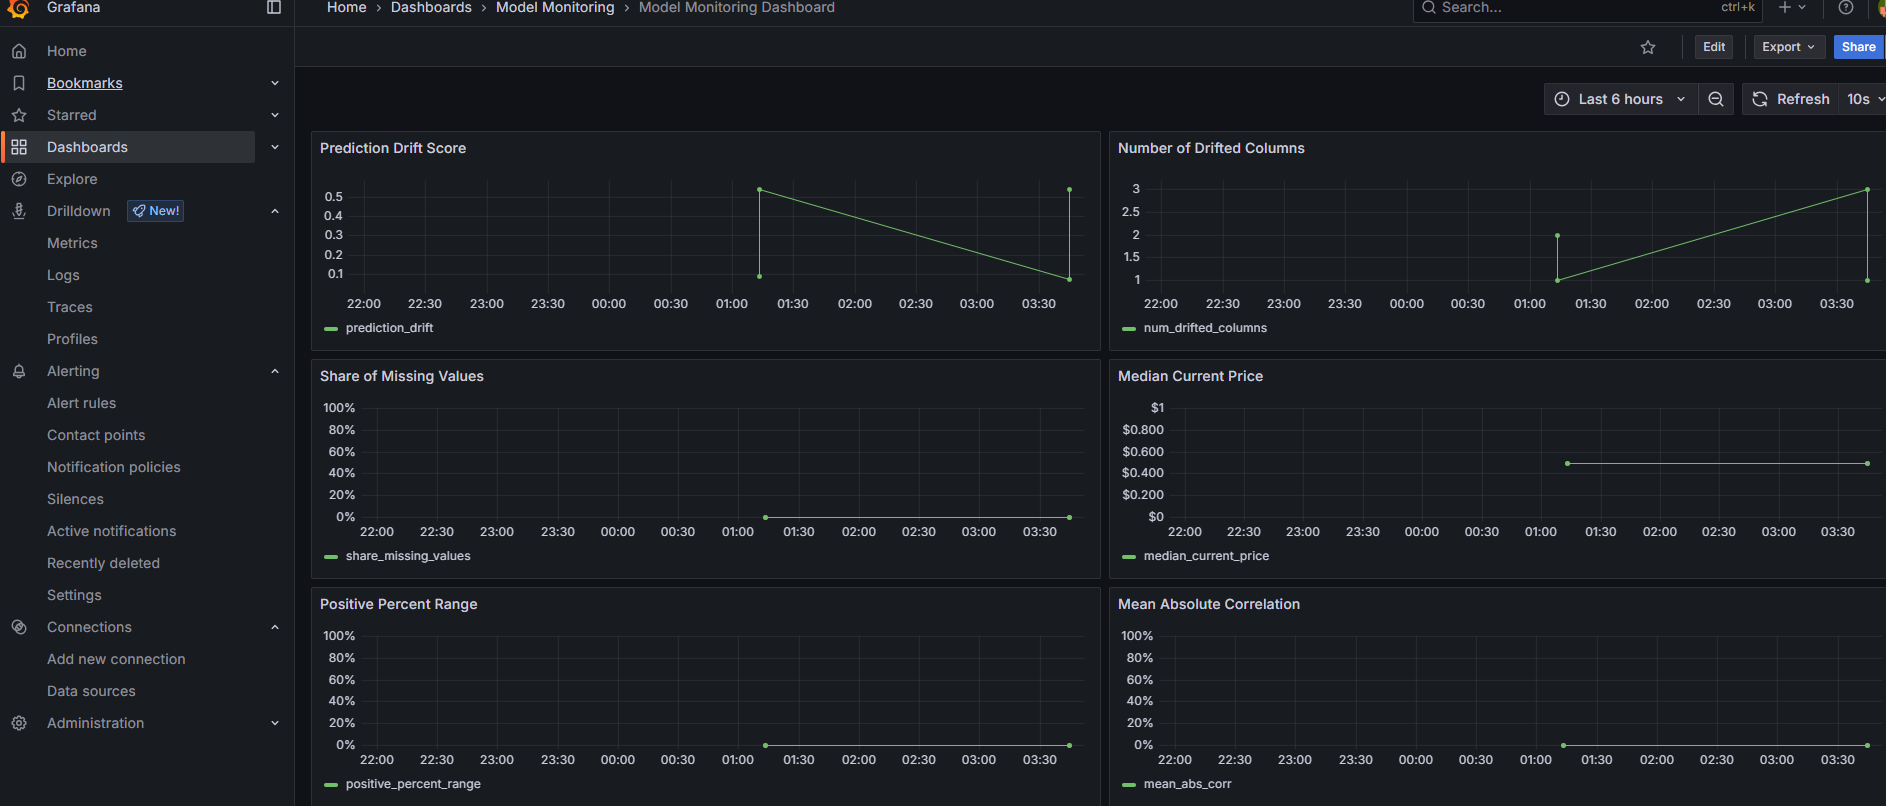 Grafana
Home > Dashboards > Model Monitoring > Model Monitoring Dashboard
Search... ctrl+k
Edit
Export
Share
Last 6 hours
Refresh
10s
Home
Bookmarks
Starred
Dashboards
Explore
Drilldown New!
Metrics
Logs
Traces
Profiles
Alerting
Alert rules
Contact points
Notification policies
Silences
Active notifications
Recently deleted
Settings
Connections
Add new connection
Data sources
Administration
Prediction Drift Score
0.5
0.4
0.3
0.2
0.1
22:00 22:30 23:00 23:30 00:00 00:30 01:00 01:30 02:00 02:30 03:00 03:30
prediction_drift
Number of Drifted Columns
3
2.5
2
1.5
1
22:00 22:30 23:00 23:30 00:00 00:30 01:00 01:30 02:00 02:30 03:00 03:30
num_drifted_columns
Share of Missing Values
100%
80%
60%
40%
20%
0%
22:00 22:30 23:00 23:30 00:00 00:30 01:00 01:30 02:00 02:30 03:00 03:30
share_missing_values
Median Current Price
$1
$0.800
$0.600
$0.400
$0.200
$0
22:00 22:30 23:00 23:30 00:00 00:30 01:00 01:30 02:00 02:30 03:00 03:30
median_current_price
Positive Percent Range
100%
80%
60%
40%
20%
0%
22:00 22:30 23:00 23:30 00:00 00:30 01:00 01:30 02:00 02:30 03:00 03:30
positive_percent_range
Mean Absolute Correlation
100%
80%
60%
40%
20%
0%
22:00 22:30 23:00 23:30 00:00 00:30 01:00 01:30 02:00 02:30 03:00 03:30
mean_abs_corr